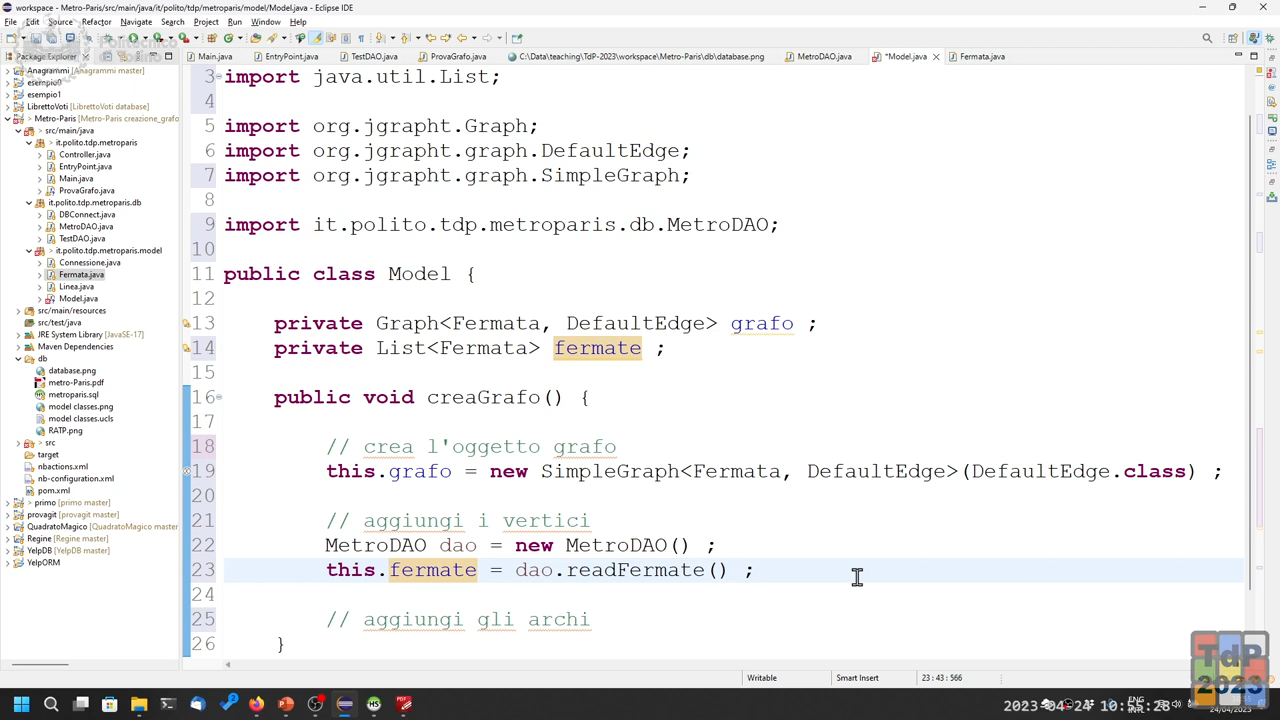 workspace - Metro-Paris/src/main/java/it/polito/tdp/metroparis/model/Model.java - Eclipse IDE
File Edit Source Refactor Navigate Search Project Run Window Help
Package Explorer
Main.java EntryPoint.java TestDAO.java ProvaGrafo.java C:\Data\teaching\TdP-2023\workspace\Metro-Paris\db\database.png MetroDAO.java *Model.java Fermata.java
Anagrammi [Anagrammi master]
esempio0
esempio1
LibrettoVoti [LibrettoVoti database]
> Metro-Paris [Metro-Paris creazione_grafo
> src/main/java
it.polito.tdp.metroparis
Controller.java
EntryPoint.java
Main.java
ProvaGrafo.java
it.polito.tdp.metroparis.db
DBConnect.java
MetroDAO.java
TestDAO.java
> it.polito.tdp.metroparis.model
Connessione.java
Fermata.java
Linea.java
Model.java
src/main/resources
src/test/java
JRE System Library [JavaSE-17]
Maven Dependencies
db
database.png
metro-Paris.pdf
metroparis.sql
model classes.png
model classes.ucls
RATP.png
src
target
nbactions.xml
nb-configuration.xml
pom.xml
> primo [primo master]
provagit [provagit master]
QuadratoMagico [QuadratoMagico master]
Regine [Regine master]
YelpDB [YelpDB master]
YelpORM
3 import java.util.List;
4
5 import org.jgrapht.Graph;
6 import org.jgrapht.graph.DefaultEdge;
7 import org.jgrapht.graph.SimpleGraph;
8
9 import it.polito.tdp.metroparis.db.MetroDAO;
10
11 public class Model {
12
13 private Graph<Fermata, DefaultEdge> grafo ;
14 private List<Fermata> fermate ;
15
16 public void creaGrafo() {
17
18 // crea l'oggetto grafo
19 this.grafo = new SimpleGraph<Fermata, DefaultEdge>(DefaultEdge.class) ;
20
21 // aggiungi i vertici
22 MetroDAO dao = new MetroDAO() ;
23 this.fermate = dao.readFermate() ;
24
25 // aggiungi gli archi
26 }
Writable Smart Insert 23 : 43 : 566
TdP
2023
ENG
2023-04-24 10:11:28
24/04/2023